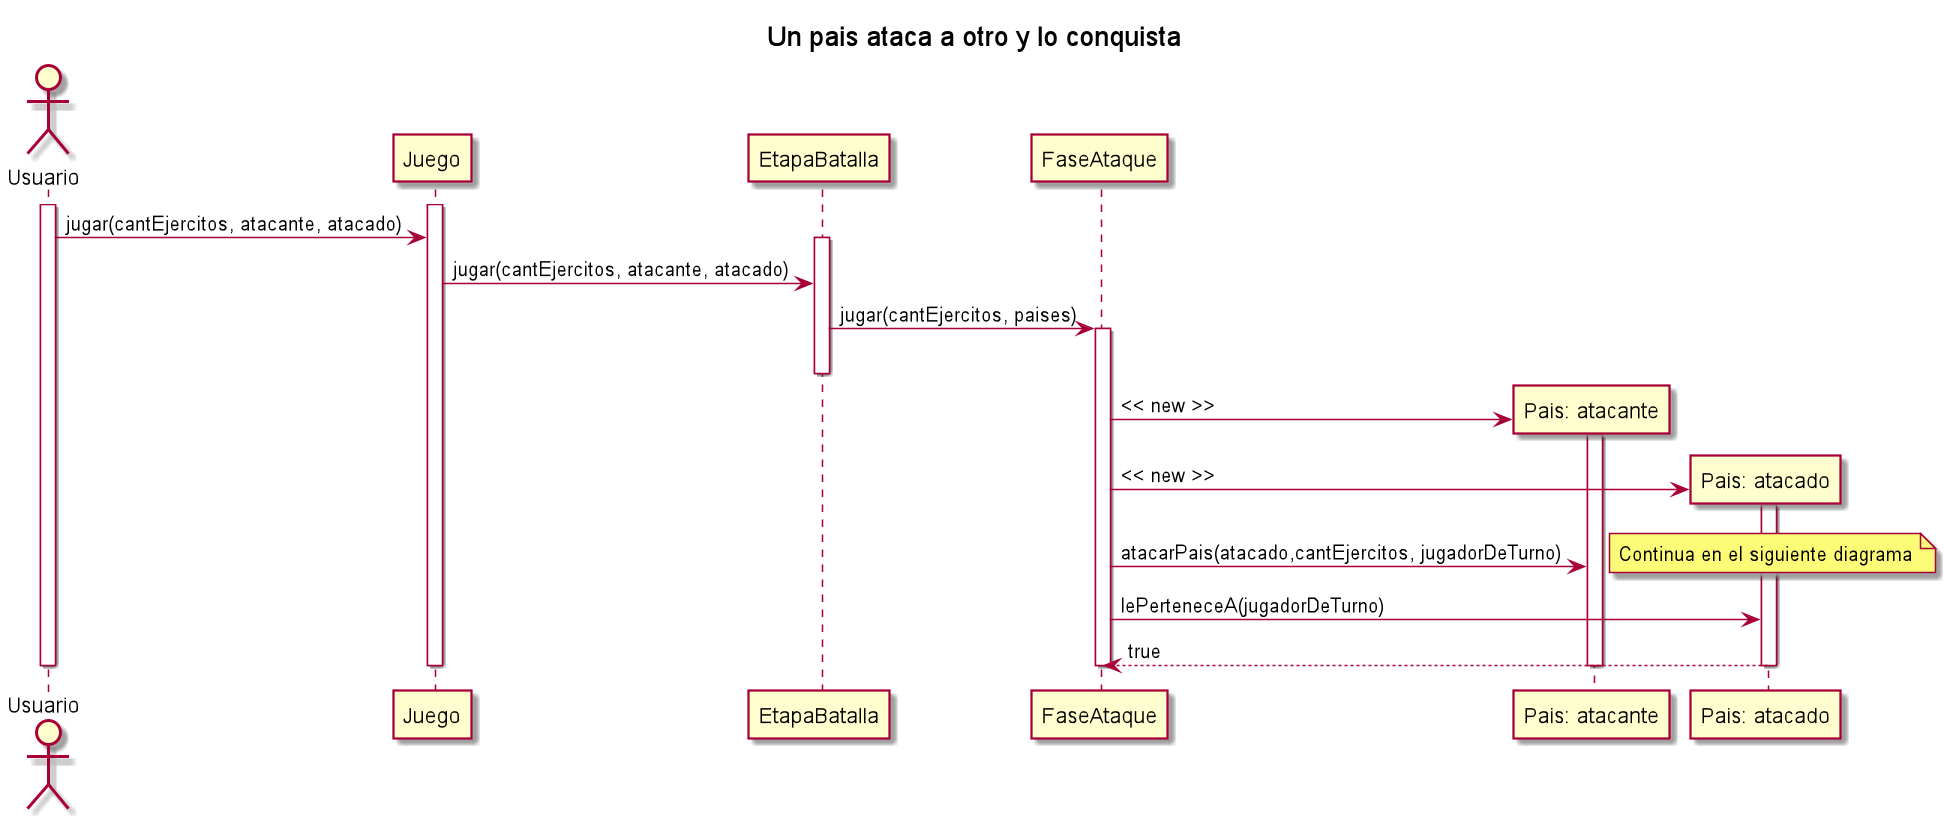 Un pais ataca a otro y lo conquista
Usuario
Juego
EtapaBatalla
FaseAtaque
jugar(cantEjercitos, atacante, atacado)
jugar(cantEjercitos, atacante, atacado)
jugar(cantEjercitos, paises)
<< new >>
Pais: atacante
<< new >>
Pais: atacado
atacarPais(atacado,cantEjercitos, jugadorDeTurno)
Continua en el siguiente diagrama
lePerteneceA(jugadorDeTurno)
true
Usuario
Juego
EtapaBatalla
FaseAtaque
Pais: atacante
Pais: atacado